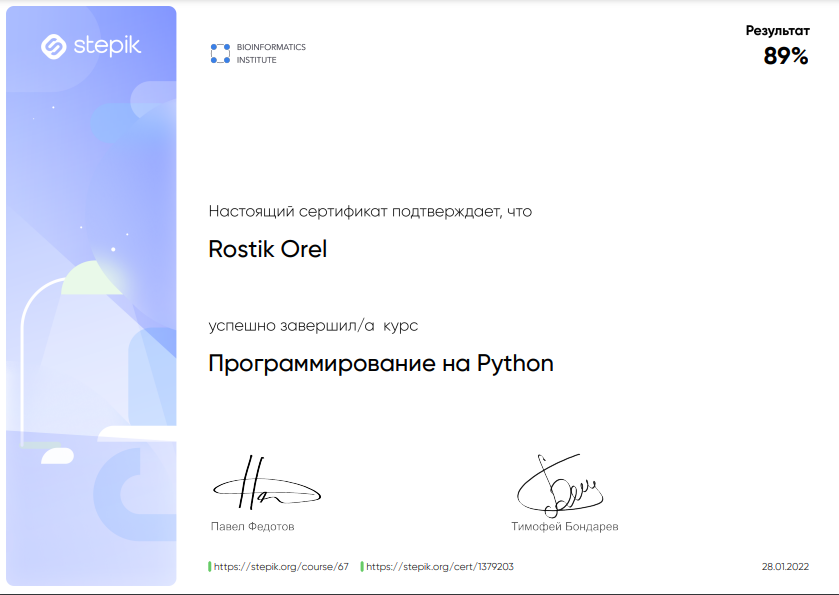 stepik
BIOINFORMATICS
INSTITUTE
Результат
89%
Настоящий сертификат подтверждает, что
Rostik Orel
успешно завершил/а курс
Программирование на Python
Павел Федотов
Тимофей Бондарев
https://stepik.org/course/67
https://stepik.org/cert/1379203
28.01.2022